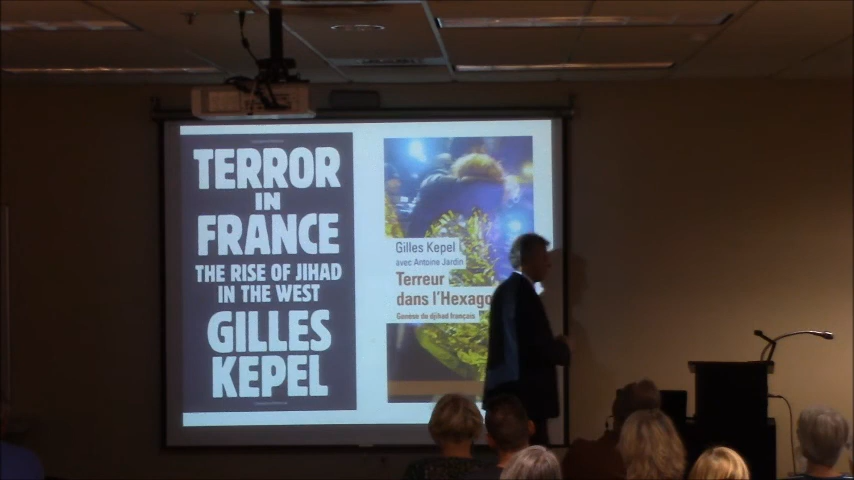 TERROR
IN
FRANCE
THE RISE OF JIHAD
IN THE WEST
GILLES
KEPEL
Gilles Kepel
avec Antoine Jardin
Terreur
dans l'Hexago
Genèse du djihad français